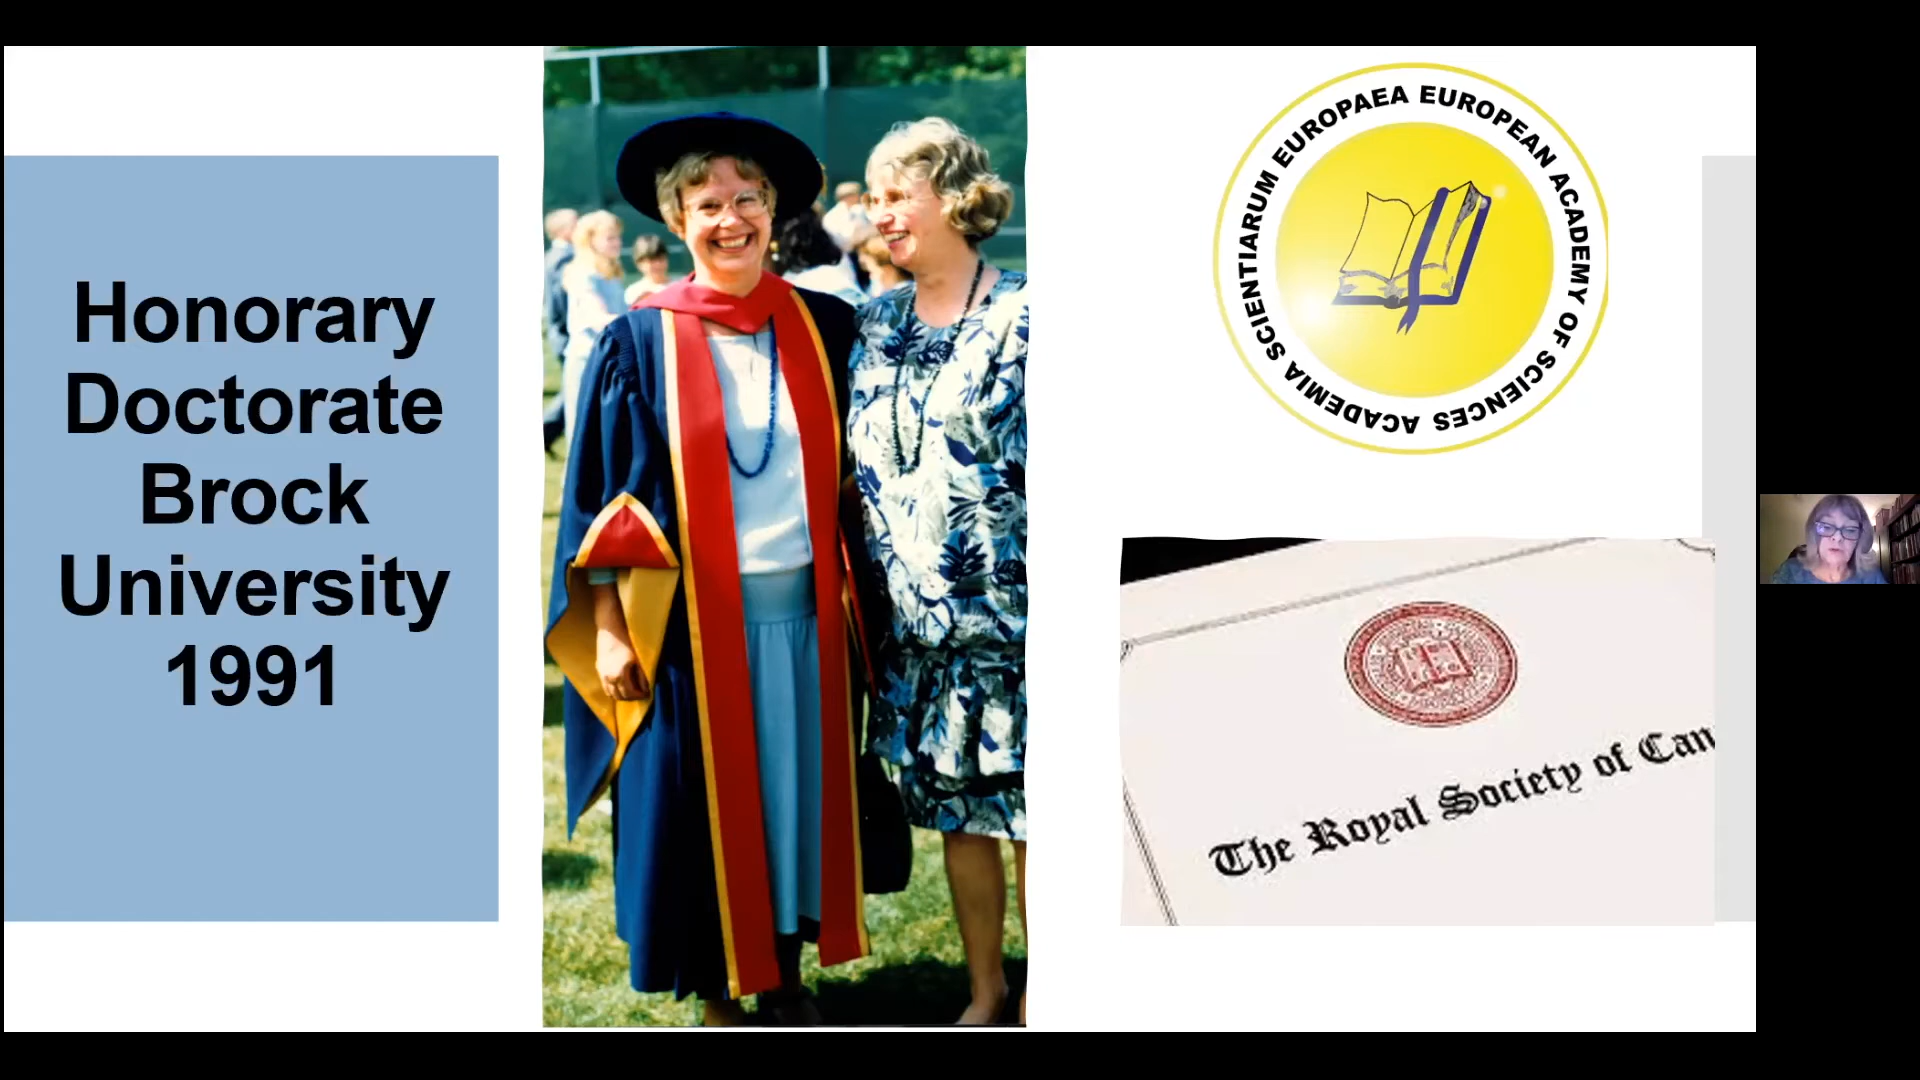 Honorary
Doctorate
Brock
University
1991
ACADEMIA SCIENTIARUM EUROPAEA EUROPEAN ACADEMY OF SCIENCES
The Royal Society of Can